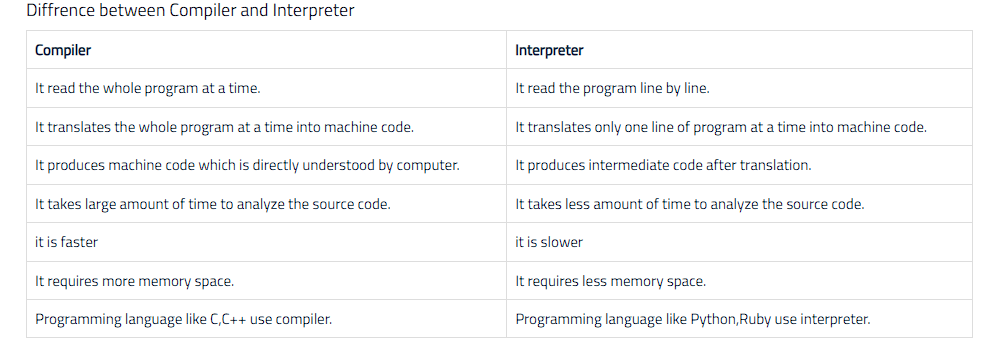 Diffrence between Compiler and Interpreter
Compiler
Interpreter
It read the whole program at a time.
It read the program line by line.
It translates the whole program at a time into machine code.
It translates only one line of program at a time into machine code.
It produces machine code which is directly understood by computer.
It produces intermediate code after translation.
It takes large amount of time to analyze the source code.
It takes less amount of time to analyze the source code.
it is faster
it is slower
It requires more memory space.
It requires less memory space.
Programming language like C,C++ use compiler.
Programming language like Python,Ruby use interpreter.